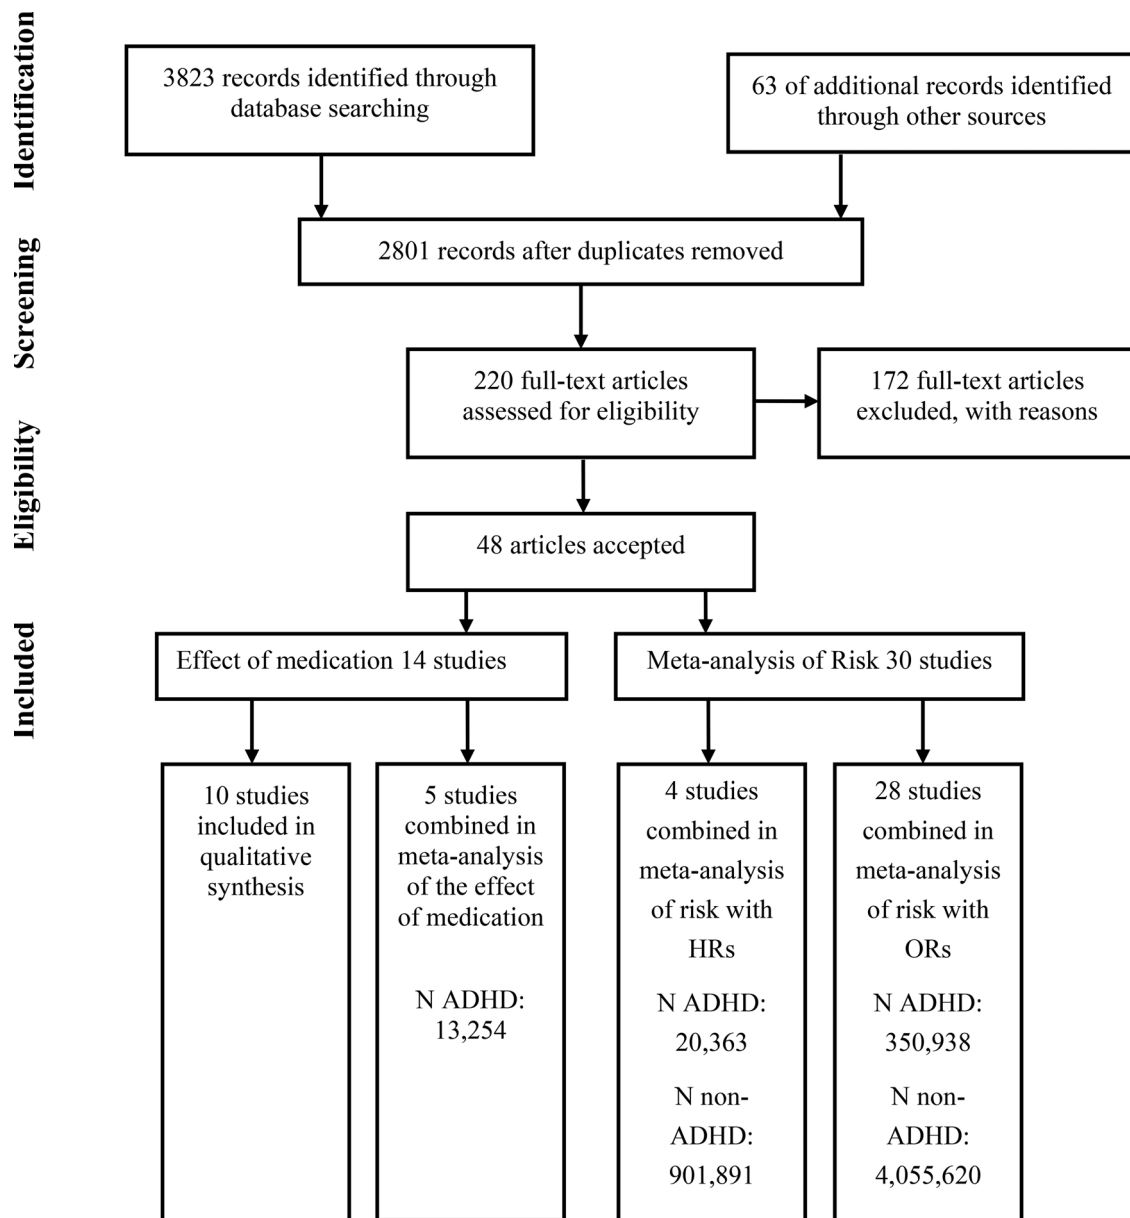 Identification
3823 records identified through
database searching
63 of additional records identified
through other sources
Screening
2801 records after duplicates removed
220 full-text articles
assessed for eligibility
172 full-text articles
excluded, with reasons
Eligibility
48 articles accepted
Included
Effect of medication 14 studies
Meta-analysis of Risk 30 studies
10 studies
included in
qualitative
synthesis
5 studies
combined in
meta-analysis
of the effect
of medication
N ADHD:
13,254
4 studies
combined in
meta-analysis
of risk with
HRs
N ADHD:
20,363
N non-
ADHD:
901,891
28 studies
combined in
meta-analysis
of risk with
ORs
N ADHD:
350,938
N non-
ADHD:
4,055,620